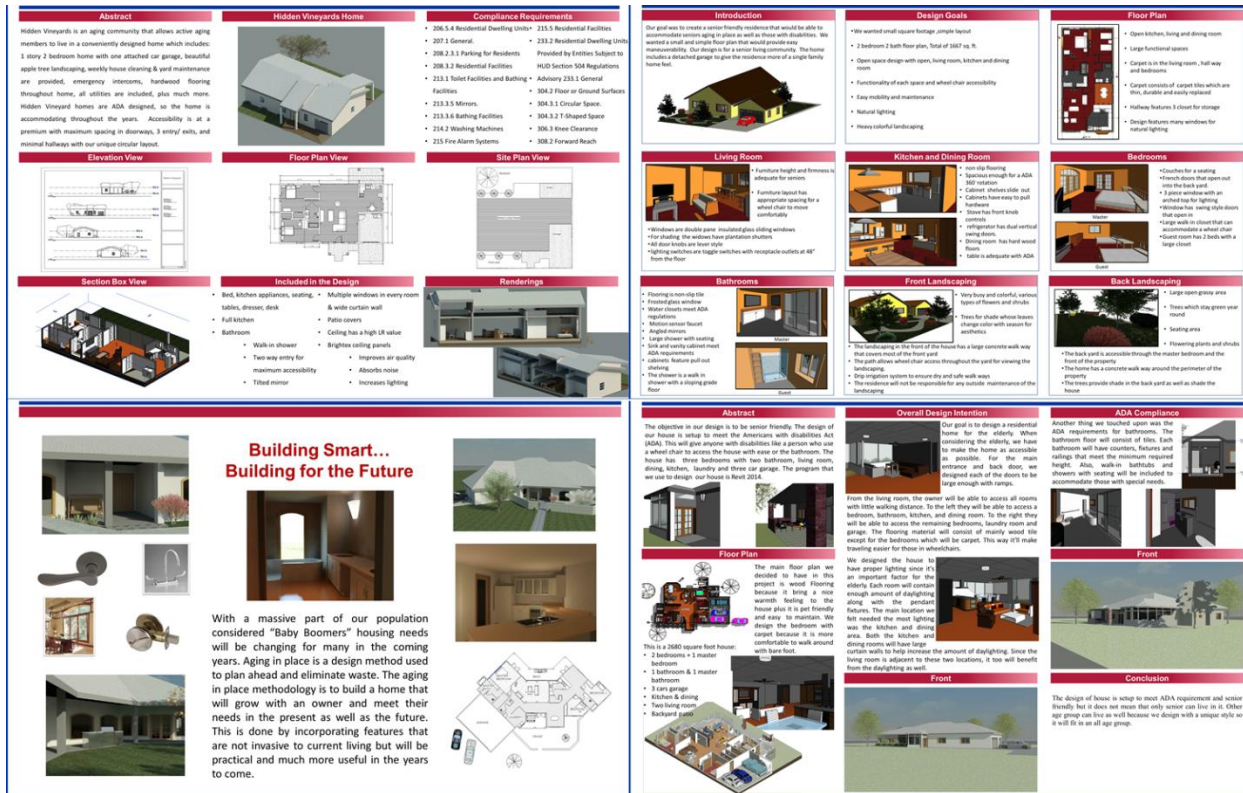 Abstract
Hidden Vineyards is an aging community that allows active aging
members to live in a conveniently designed home which includes:
1 story 2 bedroom home with one attached car garage, beautiful
apple tree landscaping, weekly house cleaning & yard maintenance
are provided, emergency intercoms, hardwood flooring
throughout home, all utilities are included, plus much more.
Hidden Vineyard homes are ADA designed, so the home is
accommodating throughout the years. Accessibility is at a
premium with maximum spacing in doorways, 3 entry/ exits, and
minimal hallways with our unique circular layout.
Hidden Vineyards Home
Compliance Requirements
• 206.5.4 Residential Dwelling Units
• 207.1. General.
• 208.2.3.1 Parking for Residents
• 208.3.2 Residential Facilities
• 213.1 Toilet Facilities and Bathing
Facilities
• 213.3.5 Mirrors.
• 213.3.6 Bathing Facilities
• 214.2 Washing Machines
• 215 Fire Alarm Systems
• 215.5 Residential Facilities
• 233.2 Residential Dwelling Units
Provided by Entities Subject to
HUD Section 504 Regulations
• Advisory 233.1 General
• 304.2 Floor or Ground Surfaces
• 304.3.1 Circular Space.
• 304.3.2 T-Shaped Space
• 306.3 Knee Clearance
• 308.2 Forward Reach
Elevation View
Floor Plan View
Site Plan View
Section Box View
Included in the Design
• Bed, kitchen appliances, seating,
tables, dresser, desk
• Full kitchen
• Bathroom
• Walk-in shower
• Two way entry for
maximum accessibility
• Tilted mirror
• Multiple windows in every room
& wide curtain wall
• Patio covers
• Ceiling has a high LR value
• Brightex ceiling panels
• Improves air quality
• Absorbs noise
• Increases lighting
Renderings
Introduction
Our goal was to create a senior friendly residence that would be able to
accommodate seniors aging in place as well as those with disabilities. We
wanted a small and simple floor plan that would provide easy
maneuverability. Our design is for a senior living community. The home
includes a detached garage to give the residence more of a single family
home feel.
Design Goals
•We wanted small square footage ,simple layout
• 2 bedroom 2 bath floor plan, Total of 1667 sq. ft.
• Open space design with open, living room, kitchen and dining
room
• Functionality of each space and wheel chair accessibility
• Easy mobility and maintenance
• Natural lighting
• Heavy colorful landscaping
Floor Plan
• Open kitchen, living and dining room
• Large functional spaces
• Carpet is in the living room , hall way
and bedrooms
• Carpet consists of carpet tiles which are
thin, durable and easily replaced
• Hallway features 3 closet for storage
• Design features many windows for
natural lighting
Living Room
• Furniture height and firmness is
adequate for seniors
• Furniture layout has
appropriate spacing for a
wheel chair to move
comfortably
•Windows are double pane insulated glass sliding windows
•For shading the widows have plantation shutters
•All door knobs are lever style
•lighting switches are toggle switches with receptacle outlets at 48"
from the floor
Kitchen and Dining Room
• non slip flooring
• Spacious enough for a ADA
360˚ rotation
• Cabinet shelves slide out
• Cabinets have easy to pull
hardware
• Stove has front knob
controls
• refrigerator has dual vertical
swing doors.
• Dining room has hard wood
floors
• table is adequate with ADA
Bedrooms
•Couches for a seating
•French doors that open out
into the back yard.
• 3 piece window with an
arched top for lighting
•Window has swing style doors
that open in
•Large walk in closet that can
accommodate a wheel chair
•Guest room has 2 beds with a
large closet
Master
Guest
Bathrooms
• Flooring is non-slip tile
• Frosted glass window
• Water closets meet ADA
regulations
• Motion sensor faucet
• Angled mirrors
• Large shower with seating
• Sink and vanity cabinet meet
ADA requirements
• cabinets feature pull out
shelving
• The shower is a walk in
shower with a sloping grade
floor
Master
Guest
Front Landscaping
• Very busy and colorful, various
types of flowers and shrubs
• Trees for shade whose leaves
change color with season for
aesthetics
• The landscaping in the front of the house has a large concrete walk way
that covers most of the front yard
• The path allows wheel chair access throughout the yard for viewing the
landscaping.
• Drip irrigation system to ensure dry and safe walk ways
• The residence will not be responsible for any outside maintenance of the
landscaping
Back Landscaping
• Large open-grassy area
• Trees which stay green year
round
• Seating area
• Flowering plants and shrubs
•The back yard is accessible through the master bedroom and the
front of the property
•The home has a concrete walk way around the perimeter of the
property
•The trees provide shade in the back yard as well as shade the
house
Building Smart…
Building for the Future
With a massive part of our population
considered "Baby Boomers" housing needs
will be changing for many in the coming
years. Aging in place is a design method used
to plan ahead and eliminate waste. The aging
in place methodology is to build a home that
will grow with an owner and meet their
needs in the present as well as the future.
This is done by incorporating features that
are not invasive to current living but will be
practical and much more useful in the years
to come.
Abstract
The objective in our design is to be senior friendly. The design of
our house is setup to meet the Americans with disabilities Act
(ADA). This will give anyone with disabilities like a person who use
a wheel chair to access the house with ease or the bathroom. The
house has three bedrooms with two bathroom, living room,
dining, kitchen, laundry and three car garage. The program that
we use to design our house is Revit 2014.
Floor Plan
The main floor plan we
decided to have in this
project is wood Flooring
because it bring a nice
warmth feeling to the
house plus it is pet friendly
and easy to maintain. We
design the bedroom with
carpet because it is more
comfortable to walk around
with bare foot.
This is a 2680 square foot house:
• 2 bedrooms + 1 master
bedroom
• 1 bathroom & 1 master
bathroom
• 3 cars garage
• Kitchen & dining
• Two living room
• Backyard patio
Overall Design Intention
Our goal is to design a residential
home for the elderly. When
considering the elderly, we have
to make the home as accessible
as possible. For the main
entrance and back door, we
designed each of the doors to be
large enough with ramps.
From the living room, the owner will be able to access all rooms
with little walking distance. To the left they will be able to access a
bedroom, bathroom, kitchen, and dining room. To the right they
will be able to access the remaining bedrooms, laundry room and
garage. The flooring material will consist of mainly wood tile
except for the bedrooms which will be carpet. This way it'll make
traveling easier for those in wheelchairs.
We designed the house to
have proper lighting since it's
an important factor for the
elderly. Each room will contain
enough amount of daylighting
along with the pendant
fixtures. The main location we
felt needed the most lighting
was the kitchen and dining
area. Both the kitchen and
dining rooms will have large
curtain walls to help increase the amount of daylighting. Since the
living room is adjacent to these two locations, it too will benefit
from the daylighting as well.
Front
ADA Compliance
Another thing we touched upon was the
ADA requirements for bathrooms. The
bathroom floor will consist of tiles. Each
bathroom will have counters, fixtures and
railings that meet the minimum required
height. Also, walk-in bathtubs and
showers with seating will be included to
accommodate those with special needs.
Front
Conclusion
The design of house is setup to meet ADA requirement and senior
friendly but it does not mean that only senior can live in it. Other
age group can live as well because we design with a unique style so
it will fit in an all age group.